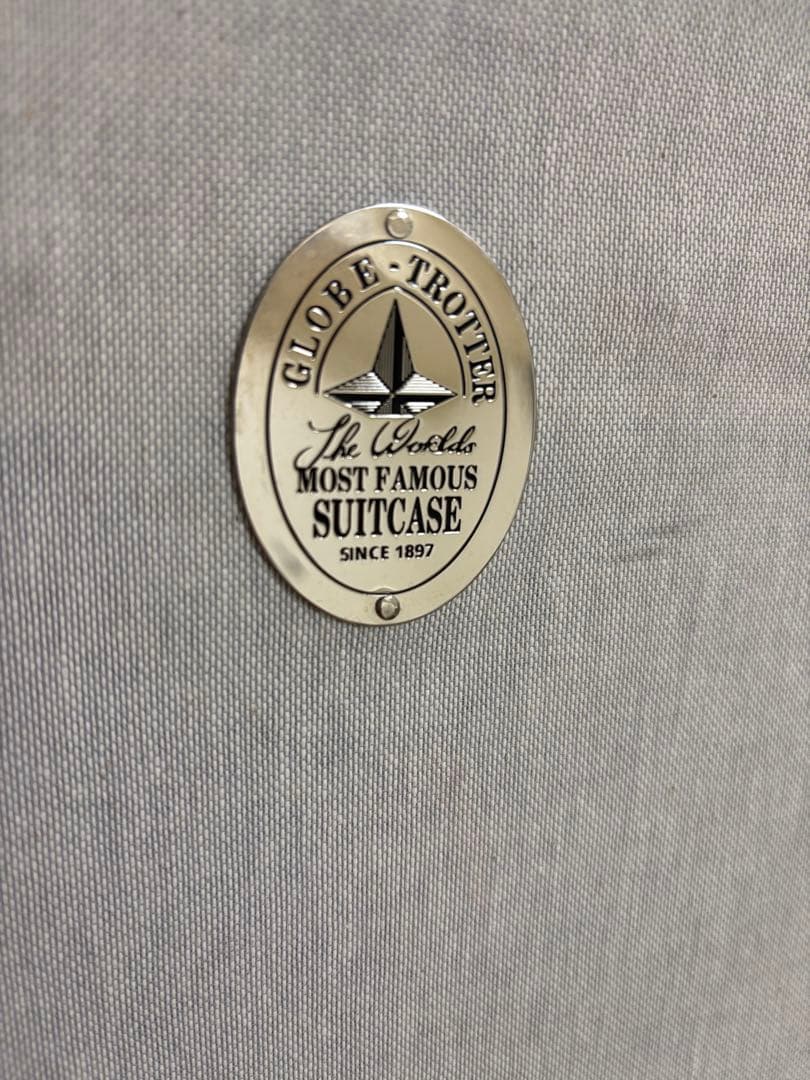 GLOBE-TROTTER
The Worlds
MOST FAMOUS
SUITCASE
SINCE 1897